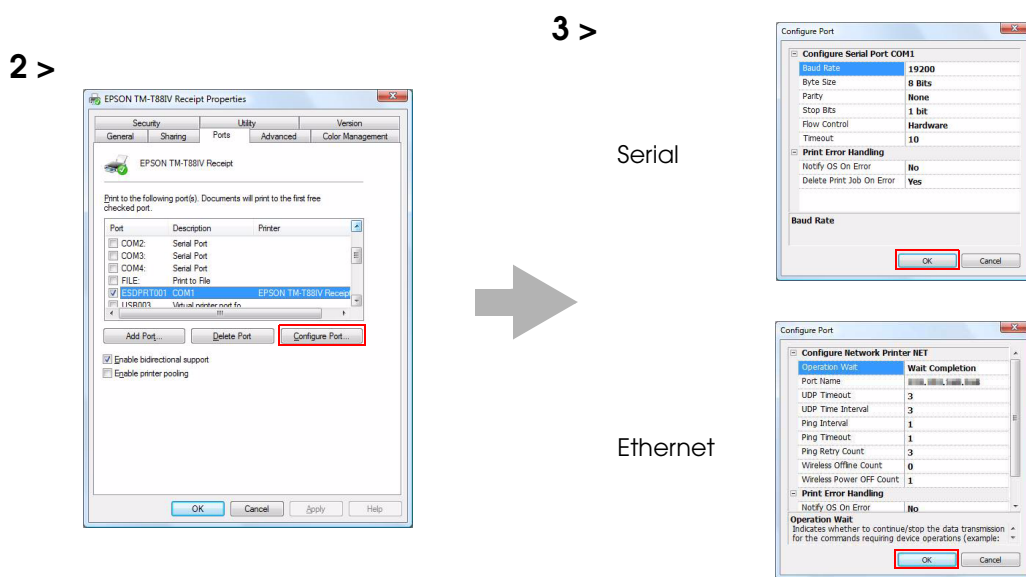 2 >
EPSON TM-T88IV Receipt Properties
Security Utility Version
General Sharing Ports Advanced Color Management
EPSON TM-T88IV Receipt
Print to the following port(s). Documents will print to the first free
checked port.
Port Description Printer
COM2: Serial Port
COM3: Serial Port
COM4: Serial Port
FILE: Print to File
ESDPRT001 COM1 EPSON TM-T88IV Receipt
USB003 Virtual printer port fo
Add Port... Delete Port Configure Port...
Enable bidirectional support
Enable printer pooling
OK Cancel Apply Help
3 >
Serial
Configure Port
Configure Serial Port COM1
Baud Rate 19200
Byte Size 8 Bits
Parity None
Stop Bits 1 bit
Flow Control Hardware
Timeout 10
Print Error Handling
Notify OS On Error No
Delete Print Job On Error Yes
Baud Rate
OK Cancel
Ethernet
Configure Port
Configure Network Printer NET
Operation Wait Wait Completion
Port Name
UDP Timeout 3
UDP Time Interval 3
Ping Interval 1
Ping Timeout 1
Ping Retry Count 3
Wireless Offline Count 0
Wireless Power OFF Count 1
Print Error Handling
Notify OS On Error No
Operation Wait
Indicates whether to continue/stop the data transmission
for the commands requiring device operations (example:
OK Cancel